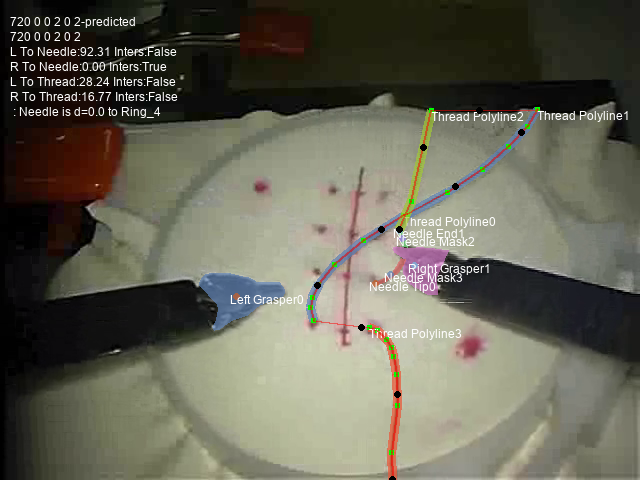 720 0 0 2 0 2-predicted
720 0 0 2 0 2
L To Needle:92.31 Inters:False
R To Needle:0.00 Inters:True
L To Thread:28.24 Inters:False
R To Thread:16.77 Inters:False
: Needle is d=0.0 to Ring_4
Thread Polyline2
Thread Polyline1
Thread Polyline0
Needle End1
Needle Mask2
Right Grasper1
Needle Mask3
Needle Tip0
Left Grasper0
Thread Polyline3